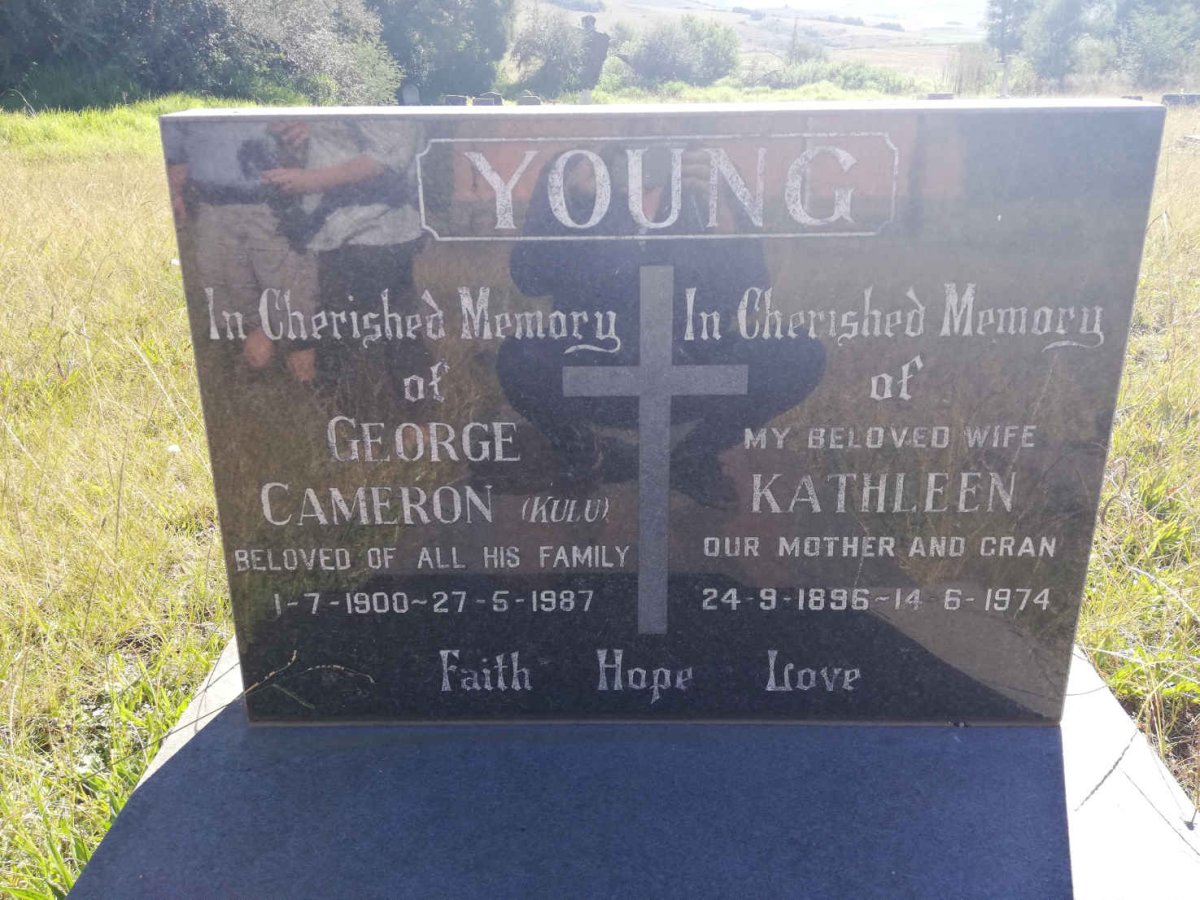 YOUNG
In Cherished Memory
of
GEORGE
CAMERON (KULU)
BELOVED OF ALL HIS FAMILY
1-7-1900~27-5-1987
In Cherished Memory
of
MY BELOVED WIFE
KATHLEEN
OUR MOTHER AND GRAN
24-9-1896~14-6-1974
Faith Hope Love